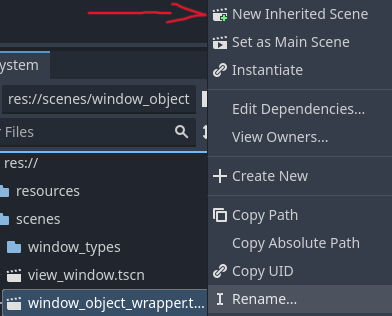 New Inherited Scene
Set as Main Scene
Instantiate
Edit Dependencies...
View Owners...
Create New
Copy Path
Copy Absolute Path
Copy UID
Rename...
ystem
res://scenes/window_object
Files
res://
resources
scenes
window_types
view_window.tscn
window_object_wrapper.t...